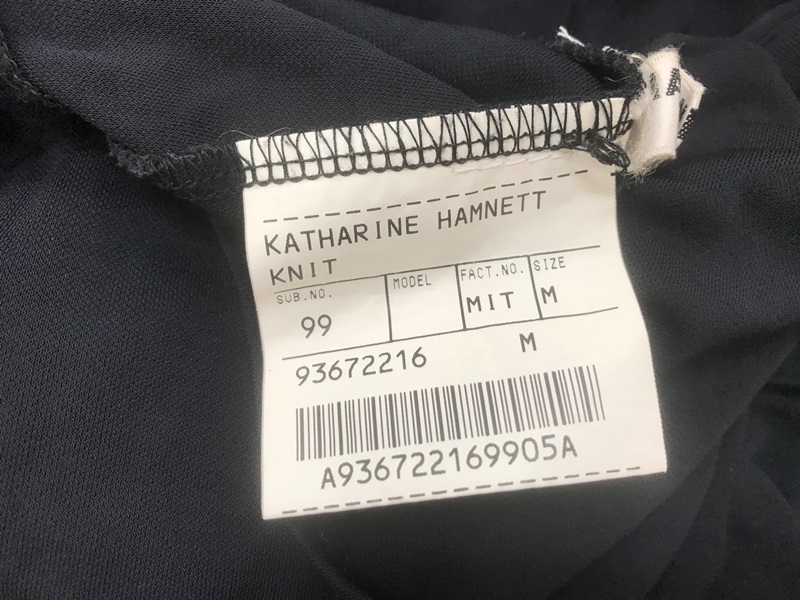 KATHARINE HAMNETT
KNIT
SUB.NO. MODEL FACT.NO. SIZE
99 MIT M
93672216 M
A936722169905A